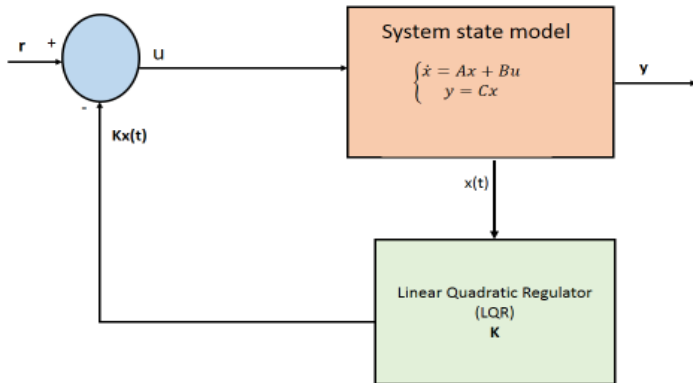 System state model
r
+
u
{ẋ = Ax + Bu
y = Cx
y
-
Kx(t)
x(t)
Linear Quadratic Regulator
(LQR)
K